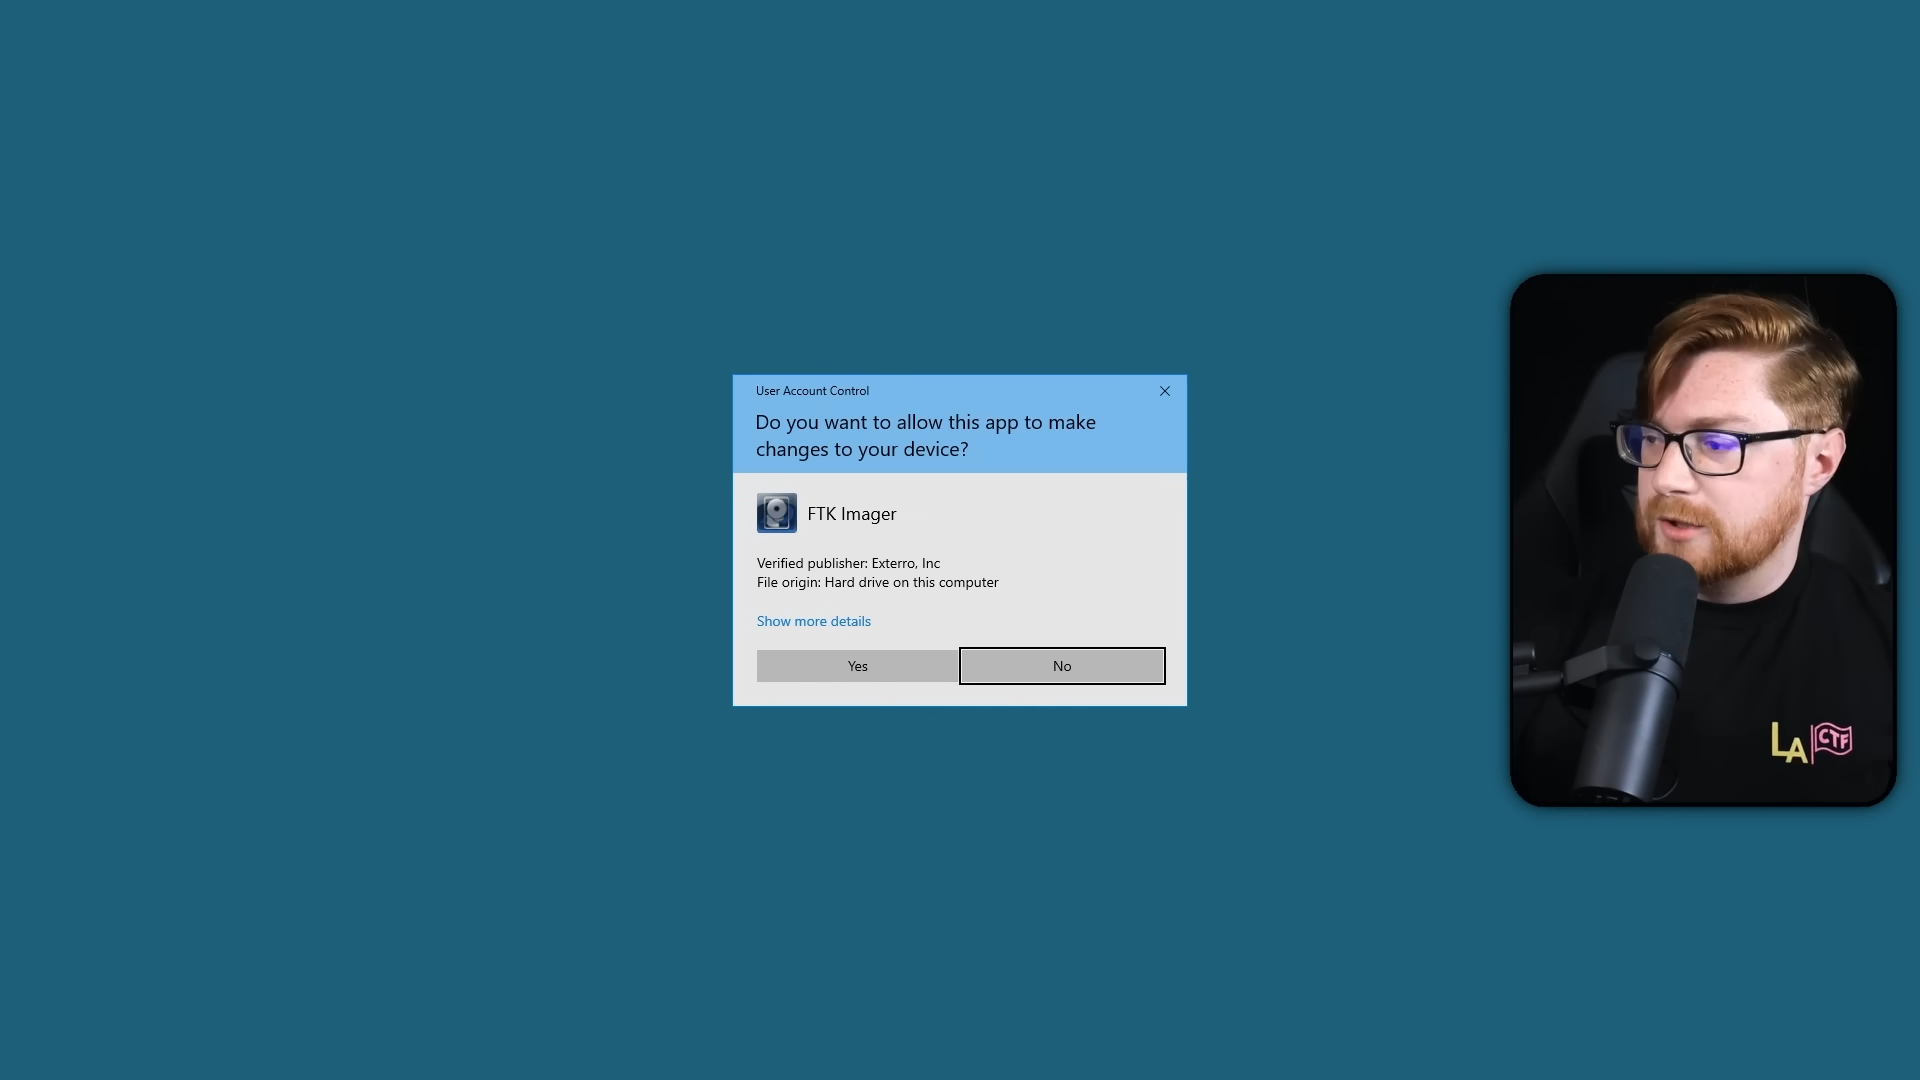 User Account Control
Do you want to allow this app to make
changes to your device?
FTK Imager
Verified publisher: Exterro, Inc
File origin: Hard drive on this computer
Show more details
Yes
No
LA CTF